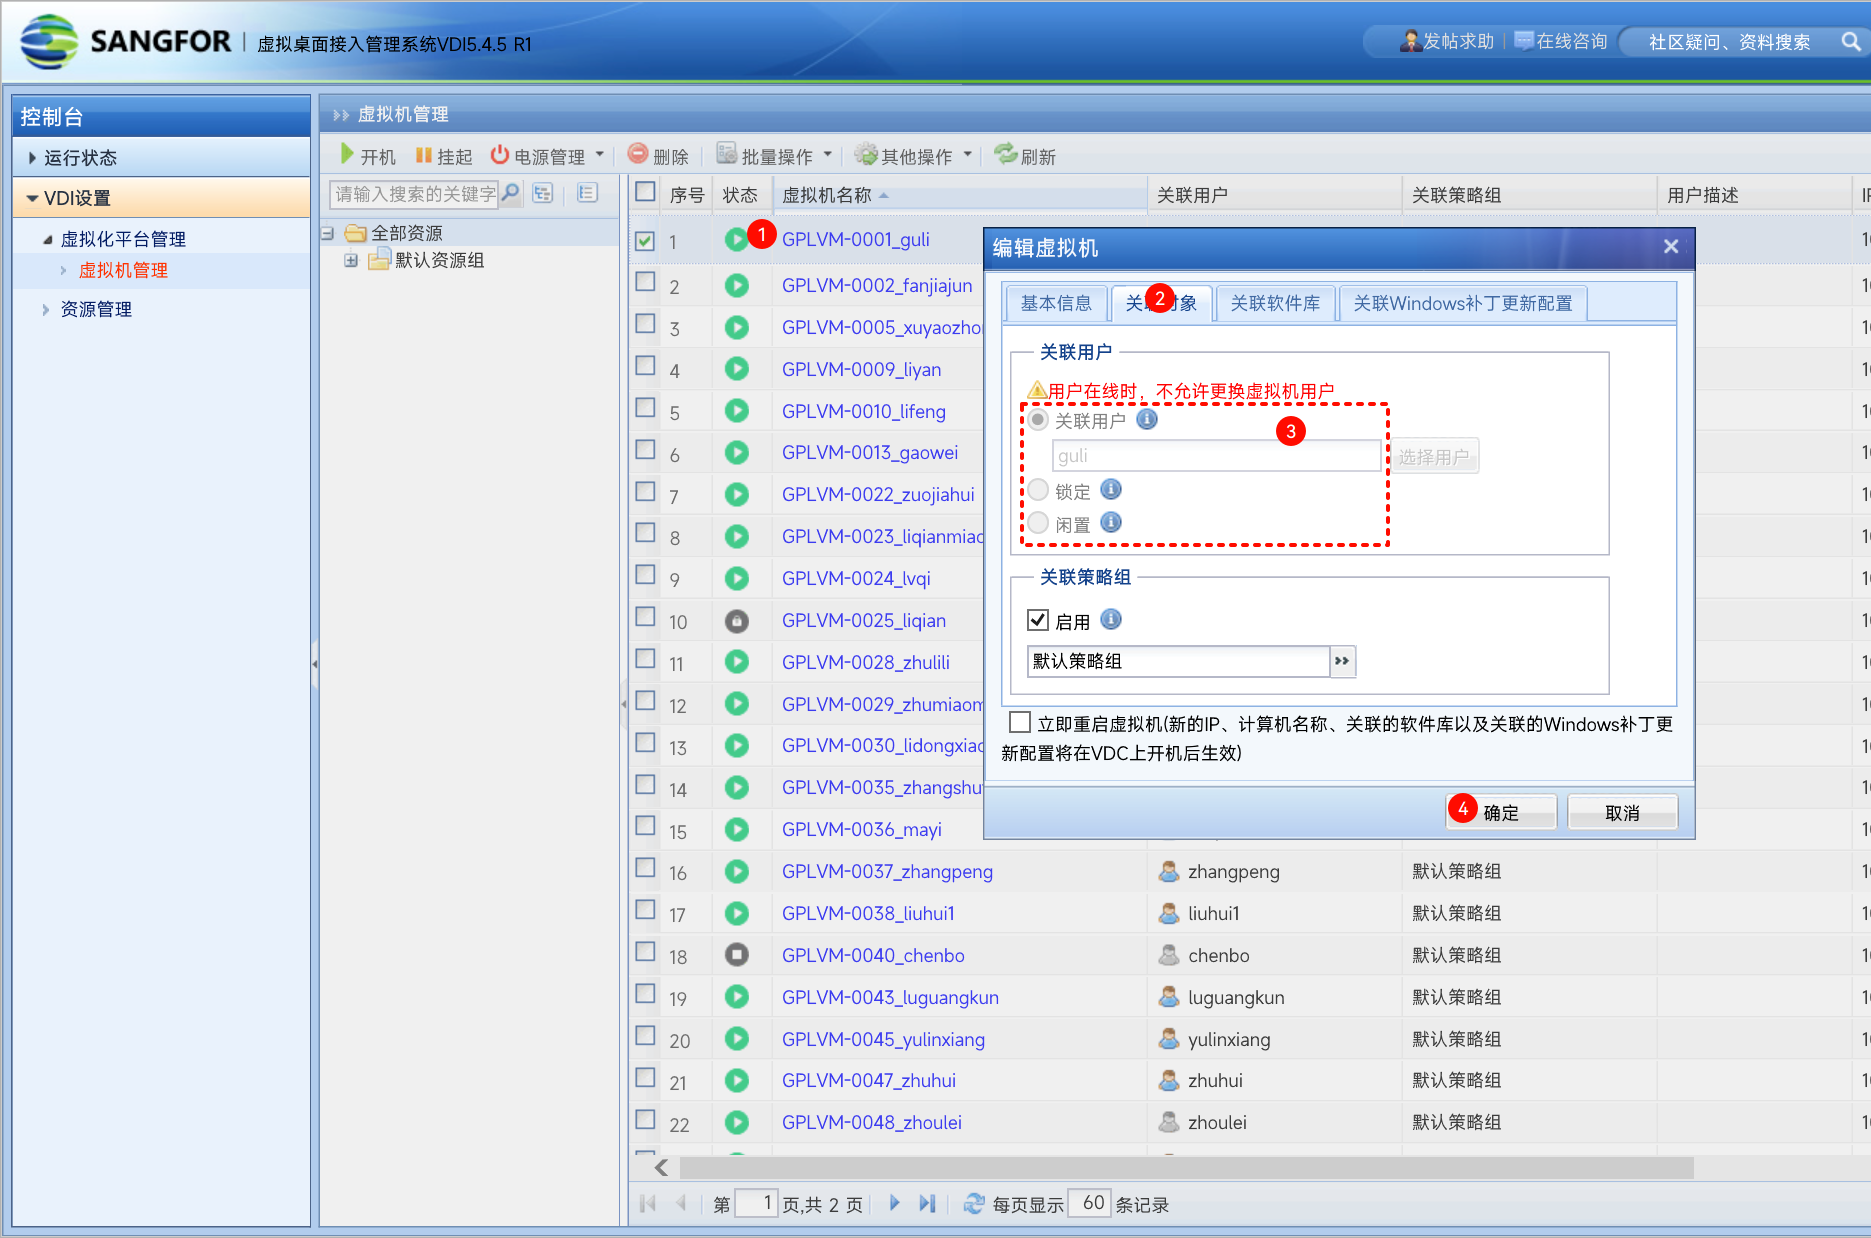 SANGFOR | 虚拟桌面接入管理系统VDI5.4.5 R1
发帖求助 | 在线咨询 社区疑问、资料搜索
控制台
运行状态
VDI设置
虚拟化平台管理
虚拟机管理
资源管理
虚拟机管理
开机 挂起 电源管理 删除 批量操作 其他操作 刷新
请输入搜索的关键字
全部资源
默认资源组
序号 状态 虚拟机名称 关联用户 关联策略组 用户描述
1 1 GPLVM-0001_guli
2 GPLVM-0002_fanjiajun
3 GPLVM-0005_xuyaozho
4 GPLVM-0009_liyan
5 GPLVM-0010_lifeng
6 GPLVM-0013_gaowei
7 GPLVM-0022_zuojiahui
8 GPLVM-0023_liqianmiao
9 GPLVM-0024_lvqi
10 GPLVM-0025_liqian
11 GPLVM-0028_zhulili
12 GPLVM-0029_zhumiaom
13 GPLVM-0030_lidongxiao
14 GPLVM-0035_zhangshu
15 GPLVM-0036_mayi
16 GPLVM-0037_zhangpeng zhangpeng 默认策略组
17 GPLVM-0038_liuhui1 liuhui1 默认策略组
18 GPLVM-0040_chenbo chenbo 默认策略组
19 GPLVM-0043_luguangkun luguangkun 默认策略组
20 GPLVM-0045_yulinxiang yulinxiang 默认策略组
21 GPLVM-0047_zhuhui zhuhui 默认策略组
22 GPLVM-0048_zhoulei zhoulei 默认策略组
第 1 页,共 2 页 每页显示 60 条记录
编辑虚拟机
基本信息 关 2 象 关联软件库 关联Windows补丁更新配置
关联用户
用户在线时，不允许更换虚拟机用户
关联用户 3
guli 选择用户
锁定
闲置
关联策略组
启用
默认策略组
立即重启虚拟机(新的IP、计算机名称、关联的软件库以及关联的Windows补丁更
新配置将在VDC上开机后生效)
4 确定 取消